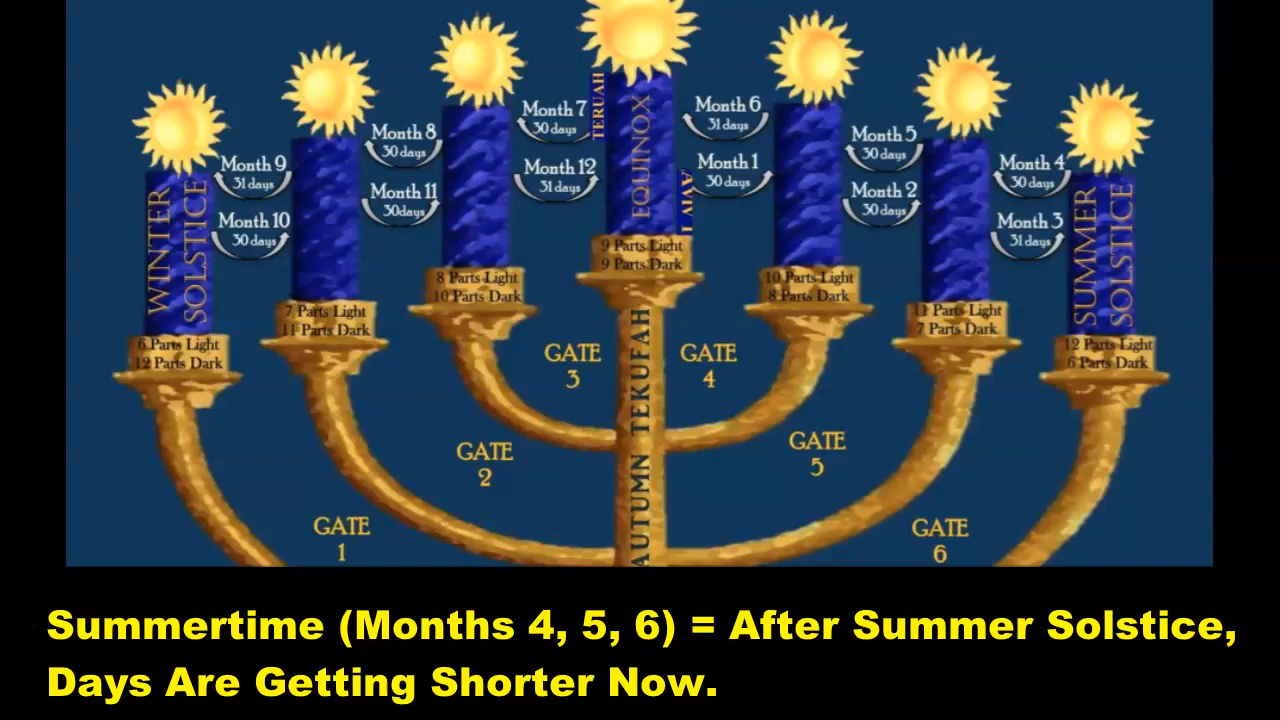 TERUAH
Month 7
30 days
Month 6
31 days
Month 8
30 days
Month 5
30 days
Month 9
31 days
Month 12
31 days
EQUINOX
Month 1
30 days
Month 4
30 days
Month 10
30 days
Month 11
30days
AVIV
Month 2
30 days
Month 3
31 days
WINTER
SOLSTICE
SUMMER
SOLSTICE
9 Parts Light
9 Parts Dark
8 Parts Light
10 Parts Dark
10 Parts Light
8 Parts Dark
7 Parts Light
11 Parts Dark
11 Parts Light
7 Parts Dark
6 Parts Light
12 Parts Dark
12 Parts Light
6 Parts Dark
AUTUMN TEKUFAH
GATE
3
GATE
4
GATE
2
GATE
5
GATE
1
GATE
6
Summertime (Months 4, 5, 6) = After Summer Solstice,
Days Are Getting Shorter Now.